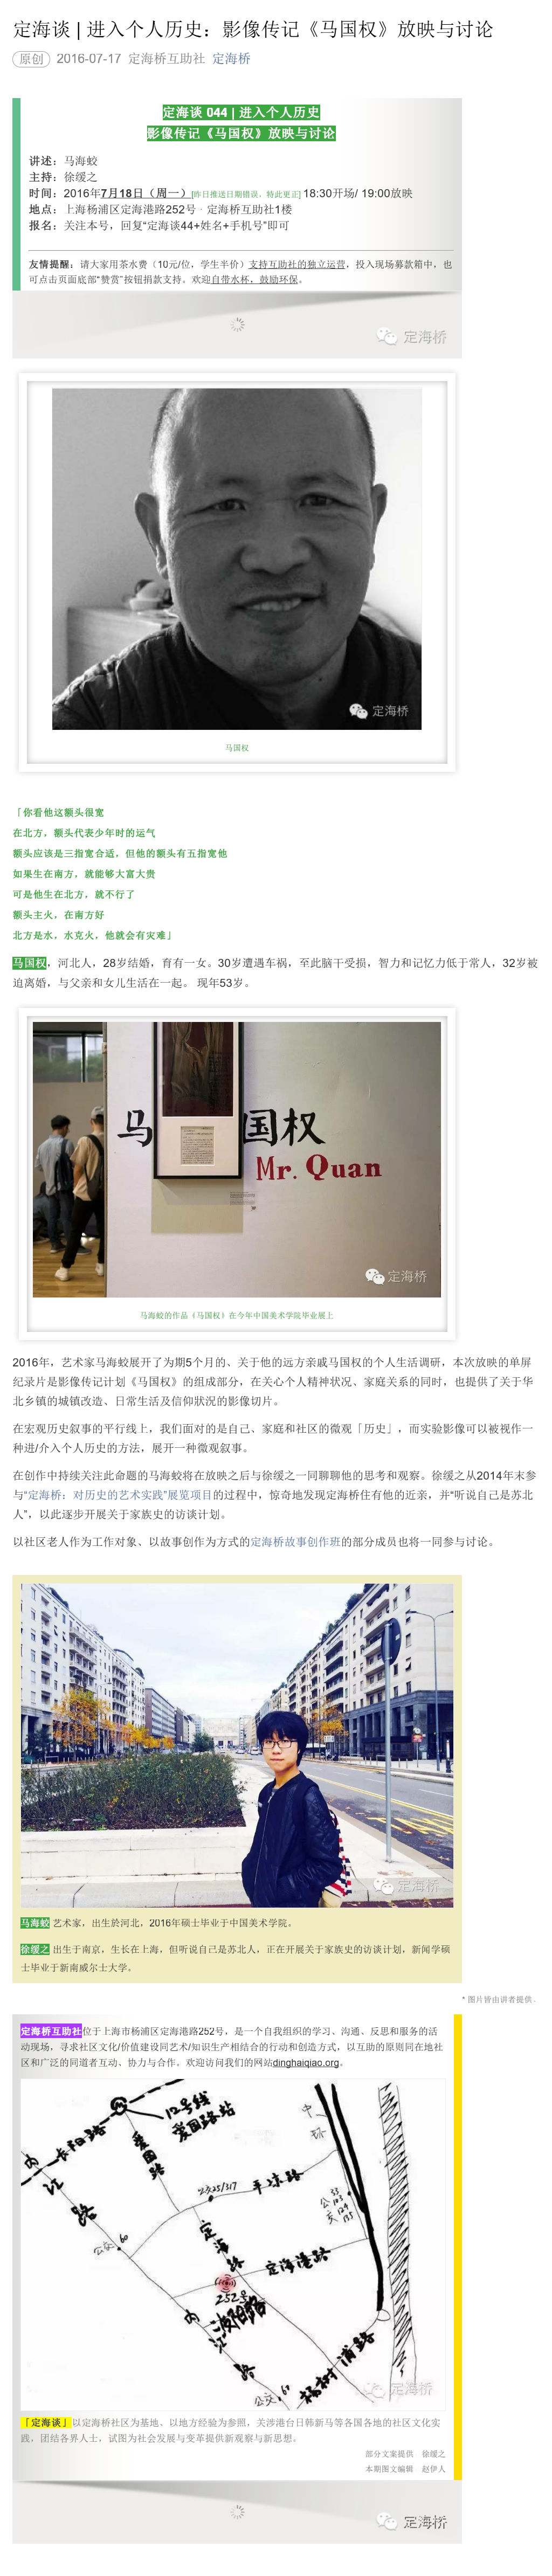 定海谈 | 进入个人历史：影像传记《马国权》放映与讨论
原创 2016-07-17 定海桥互助社 定海桥
定海谈 044 | 进入个人历史
影像传记《马国权》放映与讨论
讲述：马海蛟
主持：徐缓之
时间：2016年7月18日（周一）[昨日推送日期错误，特此更正] 18:30开场/ 19:00放映
地点：上海杨浦区定海港路252号 · 定海桥互助社1楼
报名：关注本号，回复“定海谈44+姓名+手机号”即可
友情提醒：请大家用茶水费（10元/位，学生半价）支持互助社的独立运营，投入现场募款箱中，也
可点击页面底部“赞赏”按钮捐款支持。欢迎自带水杯，鼓励环保。
定海桥
定海桥
马国权
「你看他这额头很宽
在北方，额头代表少年时的运气
额头应该是三指宽合适，但他的额头有五指宽他
如果生在南方，就能够大富大贵
可是他生在北方，就不行了
额头主火，在南方好
北方是水，水克火，他就会有灾难」
马国权，河北人，28岁结婚，育有一女。30岁遭遇车祸，至此脑干受损，智力和记忆力低于常人，32岁被
迫离婚，与父亲和女儿生活在一起。 现年53岁。
马国权
Mr. Quan
定海桥
马海蛟的作品《马国权》在今年中国美术学院毕业展上
2016年，艺术家马海蛟展开了为期5个月的、关于他的远方亲戚马国权的个人生活调研，本次放映的单屏
纪录片是影像传记计划《马国权》的组成部分，在关心个人精神状况、家庭关系的同时，也提供了关于华
北乡镇的城镇改造、日常生活及信仰状况的影像切片。
在宏观历史叙事的平行线上，我们面对的是自己、家庭和社区的微观「历史」，而实验影像可以被视作一
种进/介入个人历史的方法，展开一种微观叙事。
在创作中持续关注此命题的马海蛟将在放映之后与徐缓之一同聊聊他的思考和观察。徐缓之从2014年末参
与“定海桥：对历史的艺术实践”展览项目的过程中，惊奇地发现定海桥住有他的近亲，并“听说自己是苏北
人”，以此逐步开展关于家族史的访谈计划。
以社区老人作为工作对象、以故事创作为方式的定海桥故事创作班的部分成员也将一同参与讨论。
定海桥
马海蛟 艺术家，出生於河北，2016年硕士毕业于中国美术学院。
徐缓之 出生于南京，生长在上海，但听说自己是苏北人，正在开展关于家族史的访谈计划，新闻学硕
士毕业于新南威尔士大学。
* 图片皆由讲者提供。
定海桥互助社位于上海市杨浦区定海港路252号，是一个自我组织的学习、沟通、反思和服务的活
动现场，寻求社区文化/价值建设同艺术/知识生产相结合的行动和创造方式，以互助的原则同在地社
区和广泛的同道者互动、协力与合作。欢迎访问我们的网站dinghaiqiao.org。
12号线
爱国路站
长阳路
爱国路
内江路
中环
平凉路
公交60
定海路
定海港路
252号
杨树浦路
公交
定海桥
「定海谈」以定海桥社区为基地、以地方经验为参照，关涉港台日韩新马等各国各地的社区文化实
践，团结各界人士，试图为社会发展与变革提供新观察与新思想。
部分文案提供 徐缓之
本期图文编辑 赵伊人
定海桥